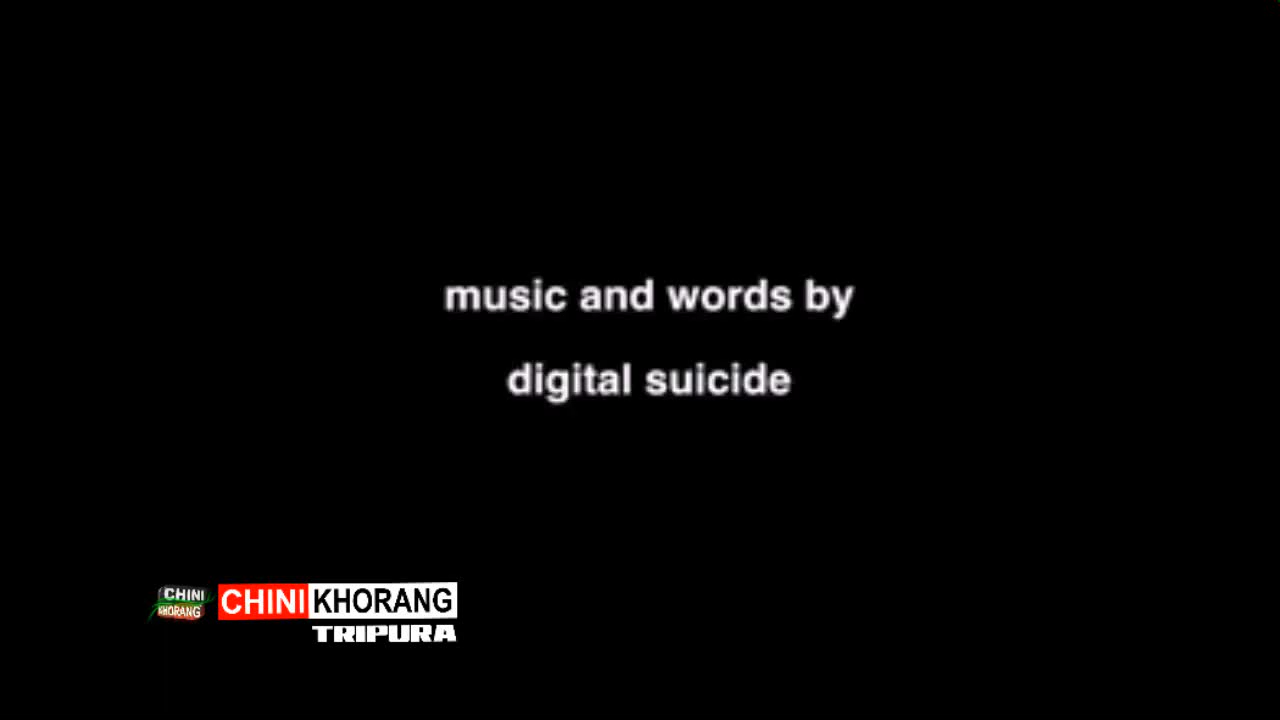 music and words by
digital suicide
CHINI
KHORANG
CHINI KHORANG
TRIPURA